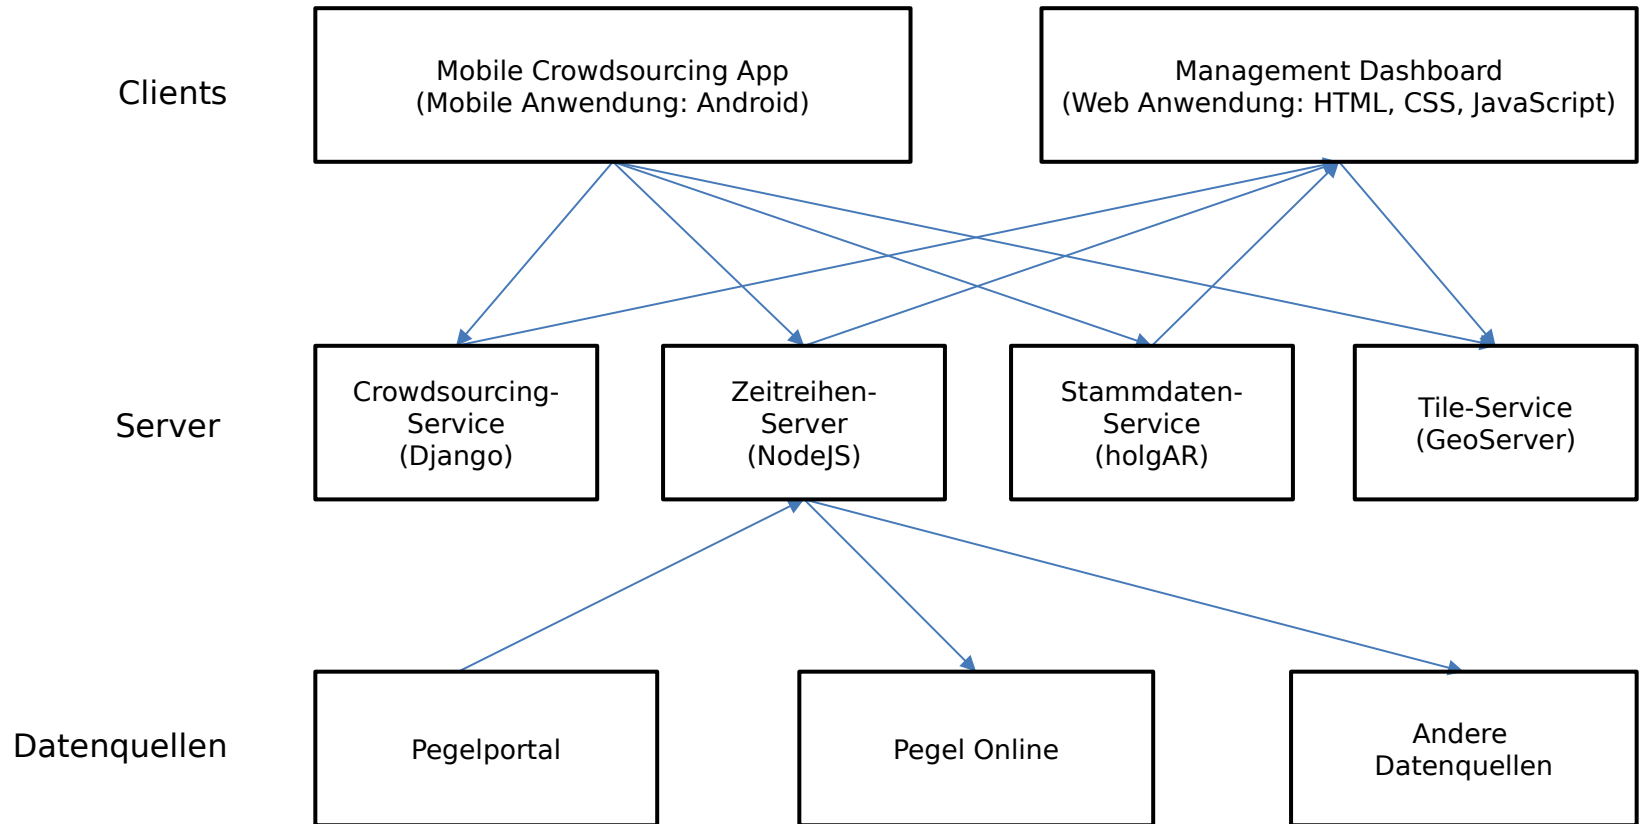 Clients
Mobile Crowdsourcing App
(Mobile Anwendung: Android)
Management Dashboard
(Web Anwendung: HTML, CSS, JavaScript)
Server
Crowdsourcing-
Service
(Django)
Zeitreihen-
Server
(NodeJS)
Stammdaten-
Service
(holgAR)
Tile-Service
(GeoServer)
Datenquellen
Pegelportal
Pegel Online
Andere
Datenquellen